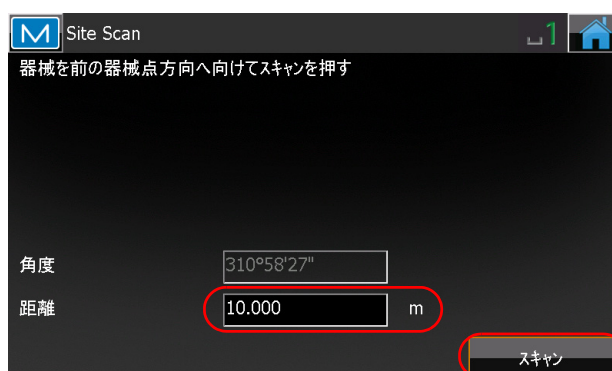 M Site Scan 1
器械を前の器械点方向へ向けてスキャンを押す
角度 310°58'27"
距離 10.000 m
スキャン